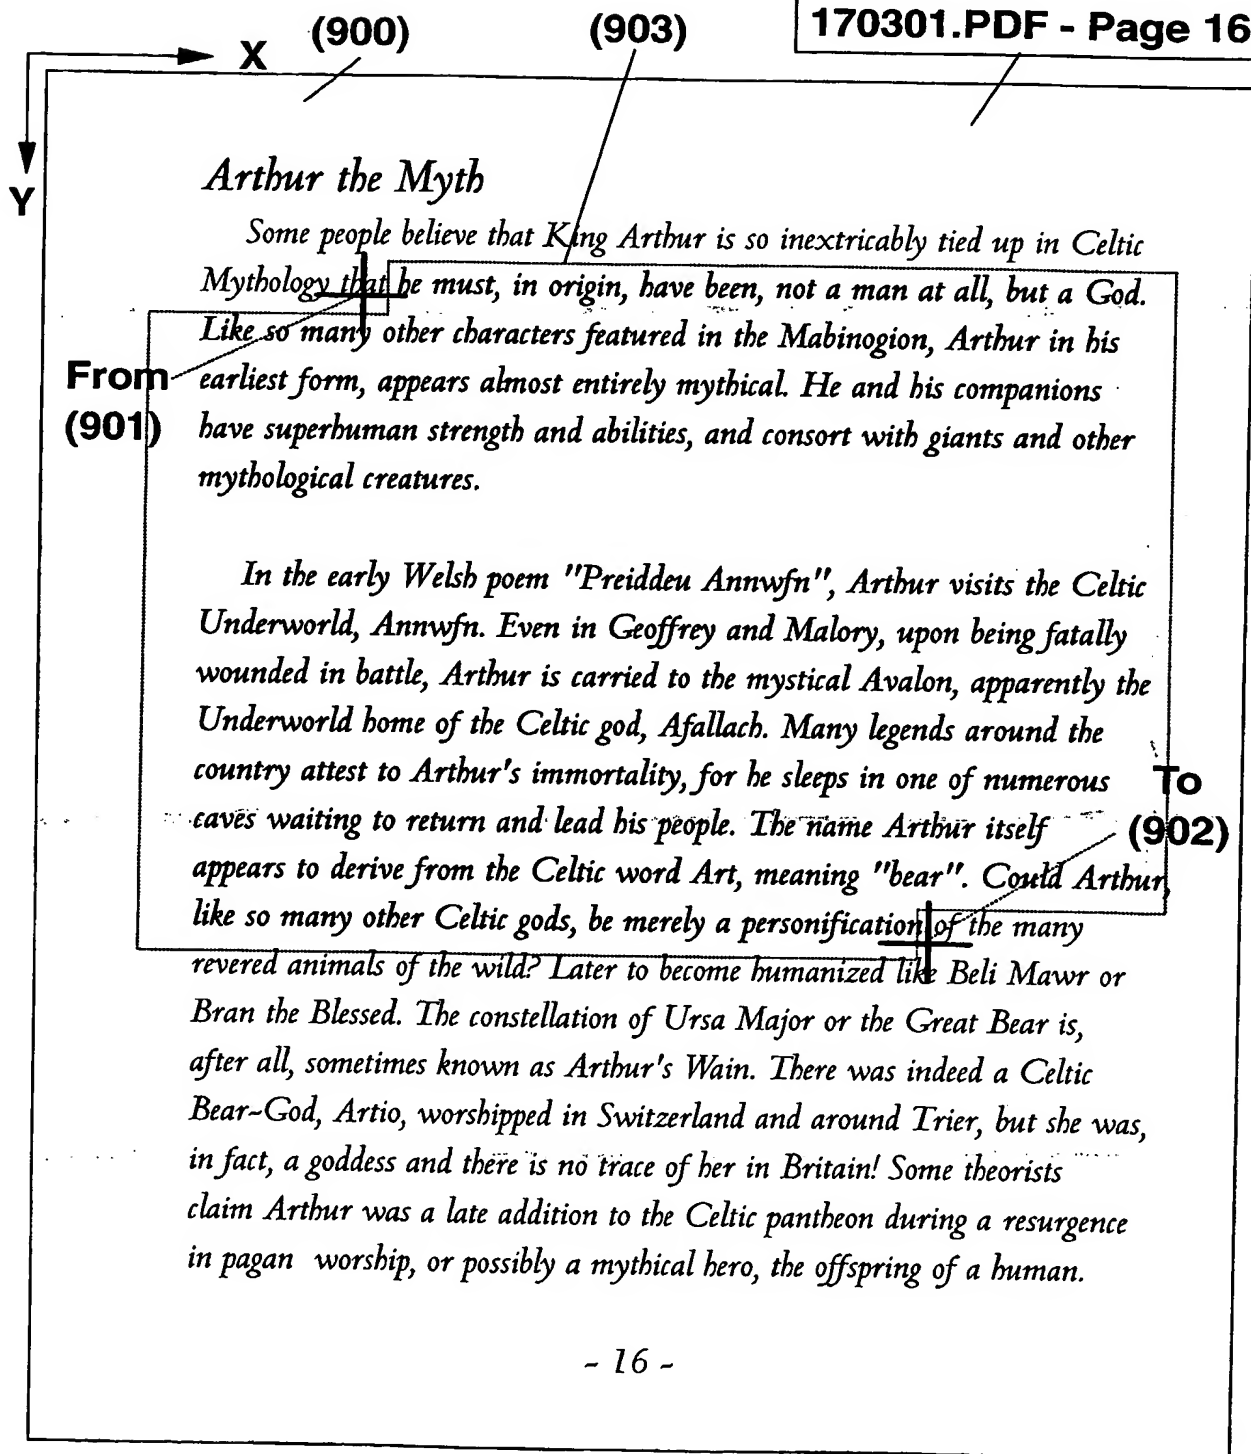 (900)
(903)
170301.PDF - Page 16
X
Y
Arthur the Myth
Some people believe that King Arthur is so inextricably tied up in Celtic
Mythology that he must, in origin, have been, not a man at all, but a God.
Like so many other characters featured in the Mabinogion, Arthur in his
From
earliest form, appears almost entirely mythical. He and his companions
(901)
have superhuman strength and abilities, and consort with giants and other
mythological creatures.
In the early Welsh poem "Preiddeu Annwfn", Arthur visits the Celtic
Underworld, Annwfn. Even in Geoffrey and Malory, upon being fatally
wounded in battle, Arthur is carried to the mystical Avalon, apparently the
Underworld home of the Celtic god, Afallach. Many legends around the
country attest to Arthur's immortality, for he sleeps in one of numerous
To
caves waiting to return and lead his people. The name Arthur itself
(902)
appears to derive from the Celtic word Art, meaning "bear". Could Arthur,
like so many other Celtic gods, be merely a personification of the many
revered animals of the wild? Later to become humanized like Beli Mawr or
Bran the Blessed. The constellation of Ursa Major or the Great Bear is,
after all, sometimes known as Arthur's Wain. There was indeed a Celtic
Bear-God, Artio, worshipped in Switzerland and around Trier, but she was,
in fact, a goddess and there is no trace of her in Britain! Some theorists
claim Arthur was a late addition to the Celtic pantheon during a resurgence
in pagan worship, or possibly a mythical hero, the offspring of a human.
- 16 -